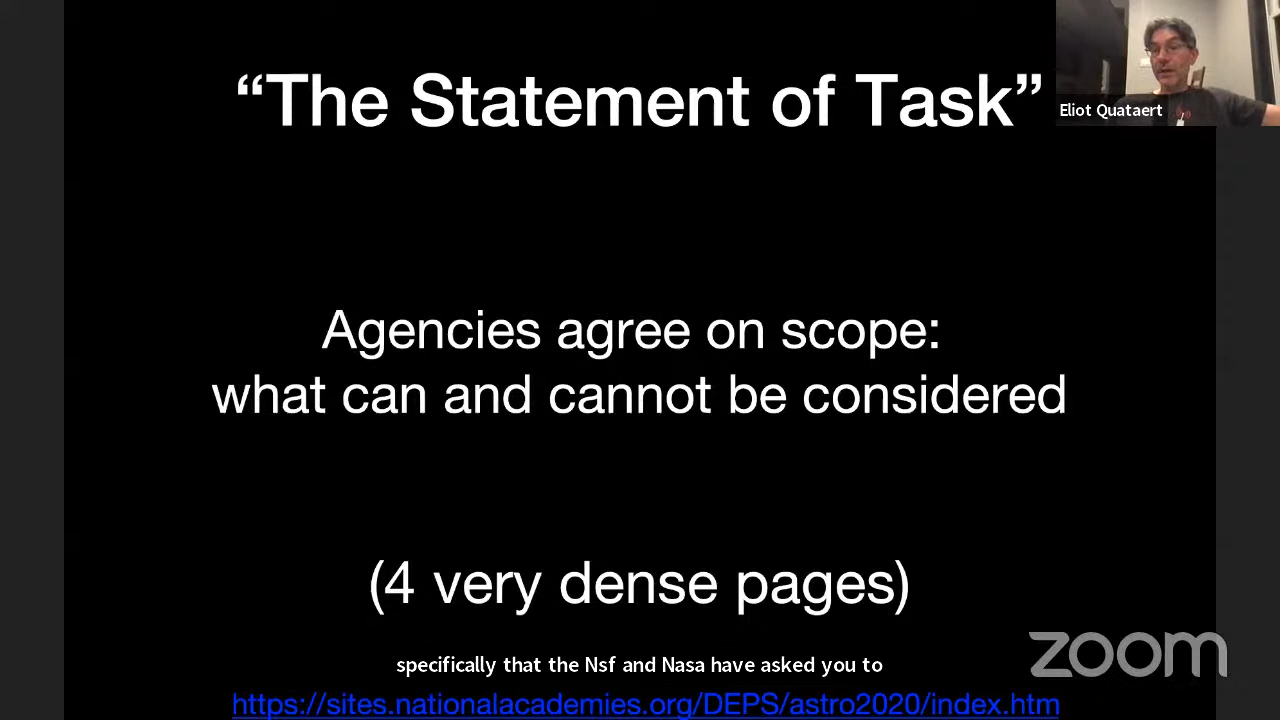 “The Statement of Task”
Eliot Quataert
Agencies agree on scope:
what can and cannot be considered
(4 very dense pages)
zoom
specifically that the Nsf and Nasa have asked you to
https://sites.nationalacademies.org/DEPS/astro2020/index.htm